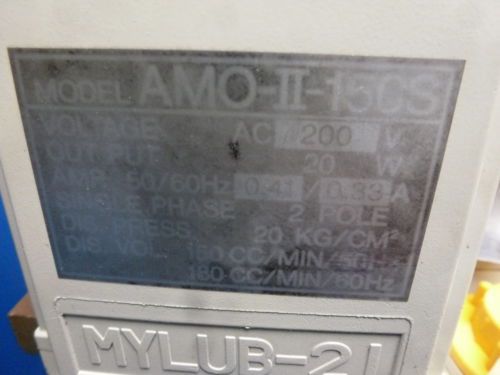 MODEL AMO-II-150S
VOLTAGE AC 200 V
OUTPUT 20 W
AMP. 50/60Hz 0.41 / 0.33 A
SINGLE PHASE 2 POLE
DIS. PRESS 20 KG/CM²
DIS. VOL. 150 CC/MIN/50Hz
180 CC/MIN/60Hz
MYLUB-21